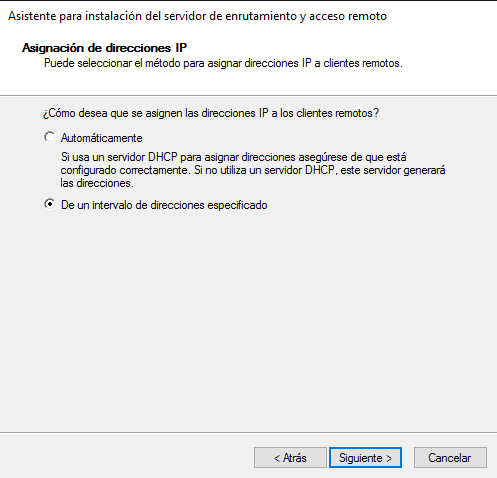 Asistente para instalación del servidor de enrutamiento y acceso remoto
Asignación de direcciones IP
Puede seleccionar el método para asignar direcciones IP a clientes remotos.
¿Cómo desea que se asignen las direcciones IP a los clientes remotos?
Automáticamente
Si usa un servidor DHCP para asignar direcciones asegúrese de que está
configurado correctamente. Si no utiliza un servidor DHCP, este servidor generará
las direcciones.
De un intervalo de direcciones especificado
< Atrás
Siguiente >
Cancelar